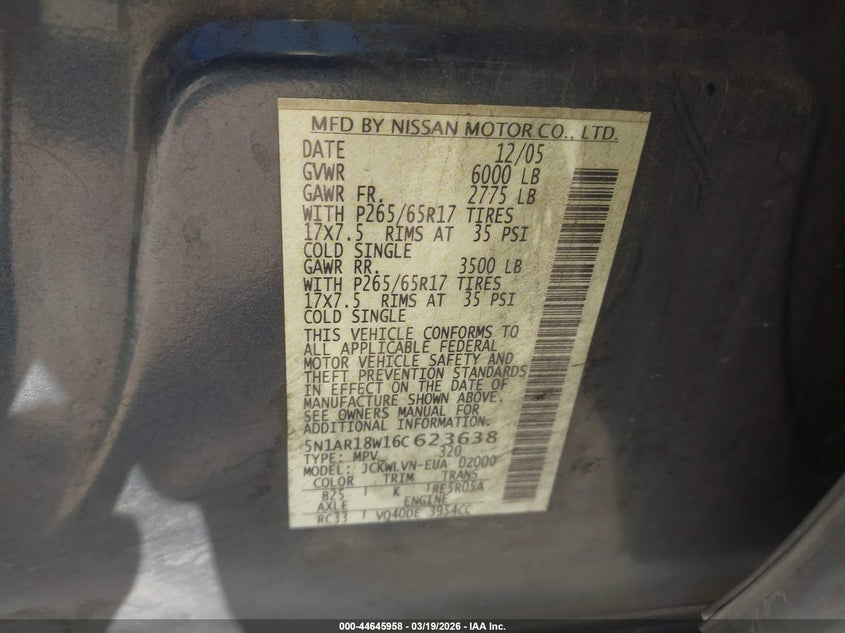 MFD BY NISSAN MOTOR CO., LTD.
DATE 12/05
GVWR 6000 LB
GAWR FR. 2775 LB
WITH P265/65R17 TIRES
17X7.5 RIMS AT 35 PSI
COLD SINGLE
GAWR RR. 3500 LB
WITH P265/65R17 TIRES
17X7.5 RIMS AT 35 PSI
COLD SINGLE
THIS VEHICLE CONFORMS TO
ALL APPLICABLE FEDERAL
MOTOR VEHICLE SAFETY AND
THEFT PREVENTION STANDARDS
IN EFFECT ON THE DATE OF
MANUFACTURE SHOWN ABOVE.
SEE OWNERS MANUAL FOR
ADDITIONAL INFORMATION.
5N1AR18W16C623638
TYPE: MPV 320
MODEL: JCKWLVN-EUA DZ000
COLOR TRIM TRANS
B25 K RE5R05A
AXLE ENGINE
RC33 VQ40DE 3954CC
000-44645958 - 03/19/2026 - IAA Inc.